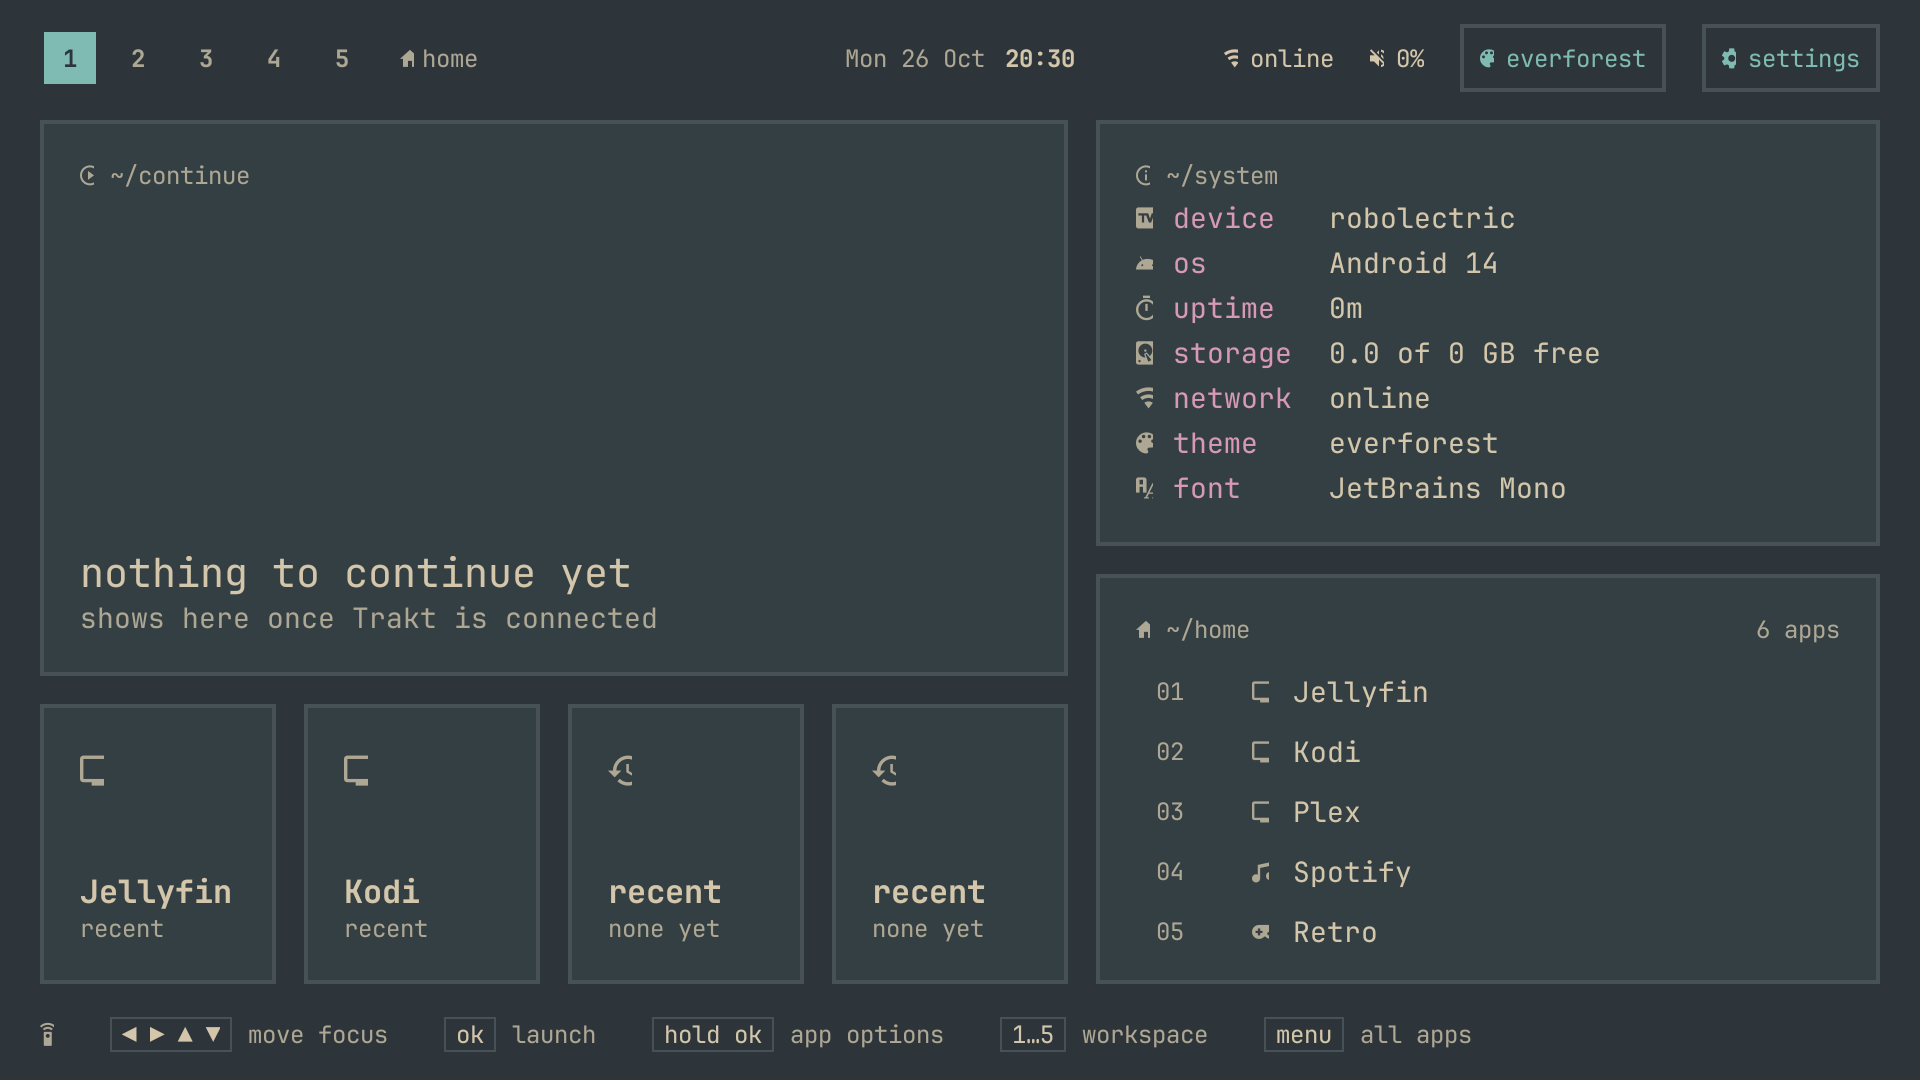 1 2 3 4 5 home
Mon 26 Oct 20:30
online 0% everforest settings
~/continue
nothing to continue yet
shows here once Trakt is connected
~/system
device robolectric
os Android 14
uptime 0m
storage 0.0 of 0 GB free
network online
theme everforest
font JetBrains Mono
Jellyfin
recent
Kodi
recent
recent
none yet
recent
none yet
~/home 6 apps
01 Jellyfin
02 Kodi
03 Plex
04 Spotify
05 Retro
◀ ▶ ▲ ▼ move focus ok launch hold ok app options 1…5 workspace menu all apps